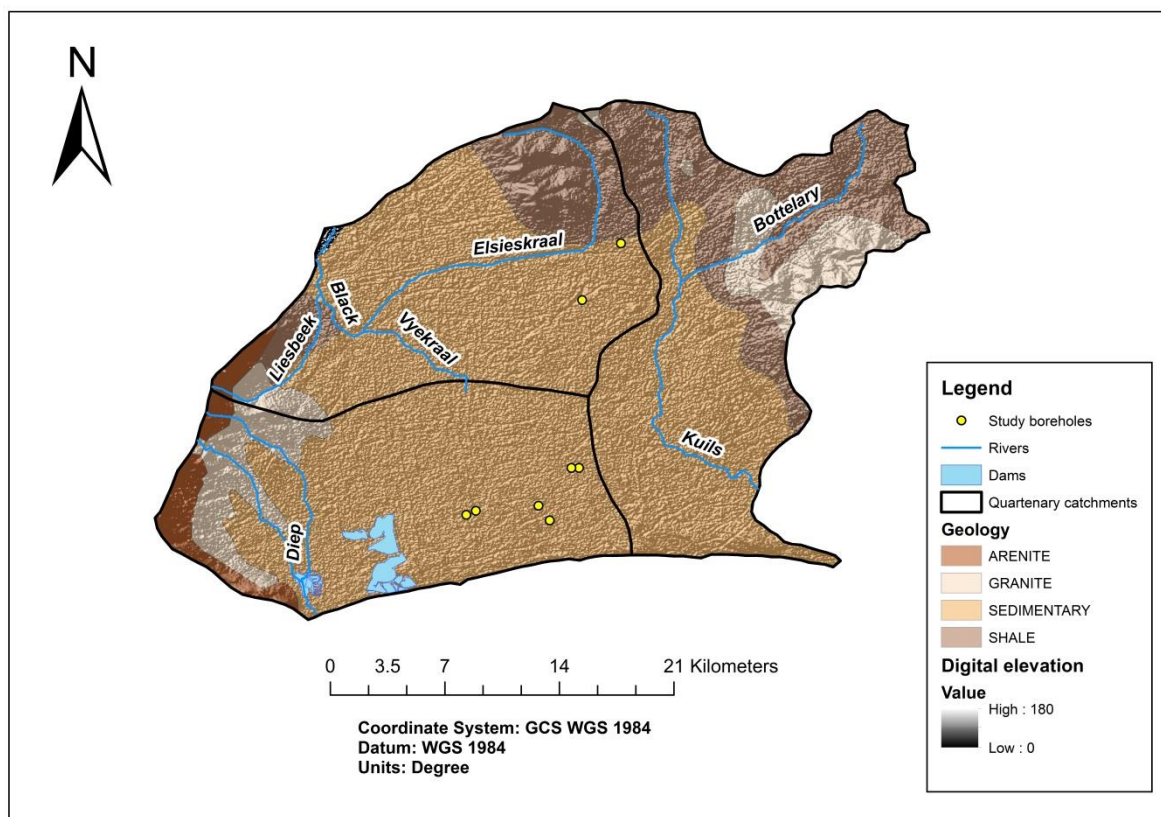 N
Bottelary
Elsieskraal
Black
Vyekraal
Liesbeek
Kuils
Diep
0 3.5 7 14 21 Kilometers
Coordinate System: GCS WGS 1984
Datum: WGS 1984
Units: Degree
Legend
Study boreholes
Rivers
Dams
Quartenary catchments
Geology
ARENITE
GRANITE
SEDIMENTARY
SHALE
Digital elevation
Value
High : 180
Low : 0